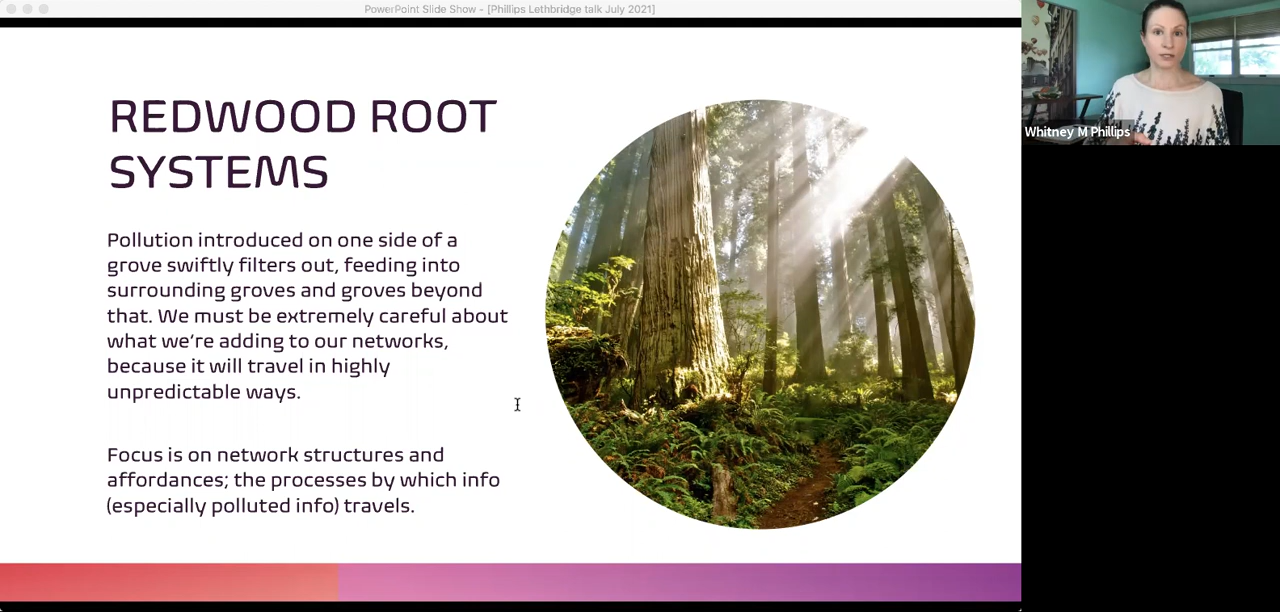 PowerPoint Slide Show - [Phillips Lethbridge talk July 2021]
REDWOOD ROOT
SYSTEMS
Pollution introduced on one side of a
grove swiftly filters out, feeding into
surrounding groves and groves beyond
that. We must be extremely careful about
what we're adding to our networks,
because it will travel in highly
unpredictable ways.
Focus is on network structures and
affordances; the processes by which info
(especially polluted info) travels.
Whitney M Phillips